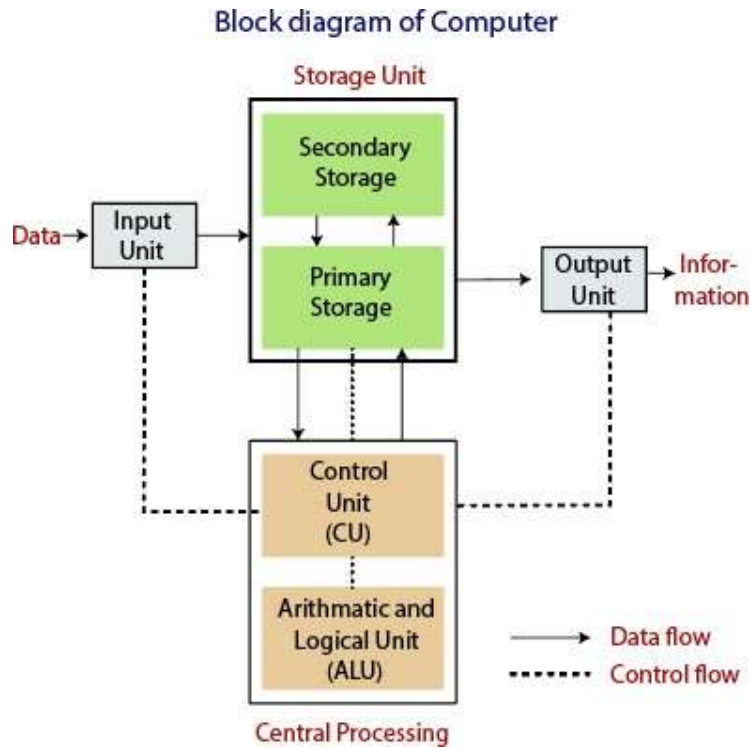 Block diagram of Computer
Storage Unit
Secondary
Storage
Data
Input
Unit
Primary
Storage
Output
Unit
Infor-
mation
Control
Unit
(CU)
Arithmatic and
Logical Unit
(ALU)
Data flow
Control flow
Central Processing